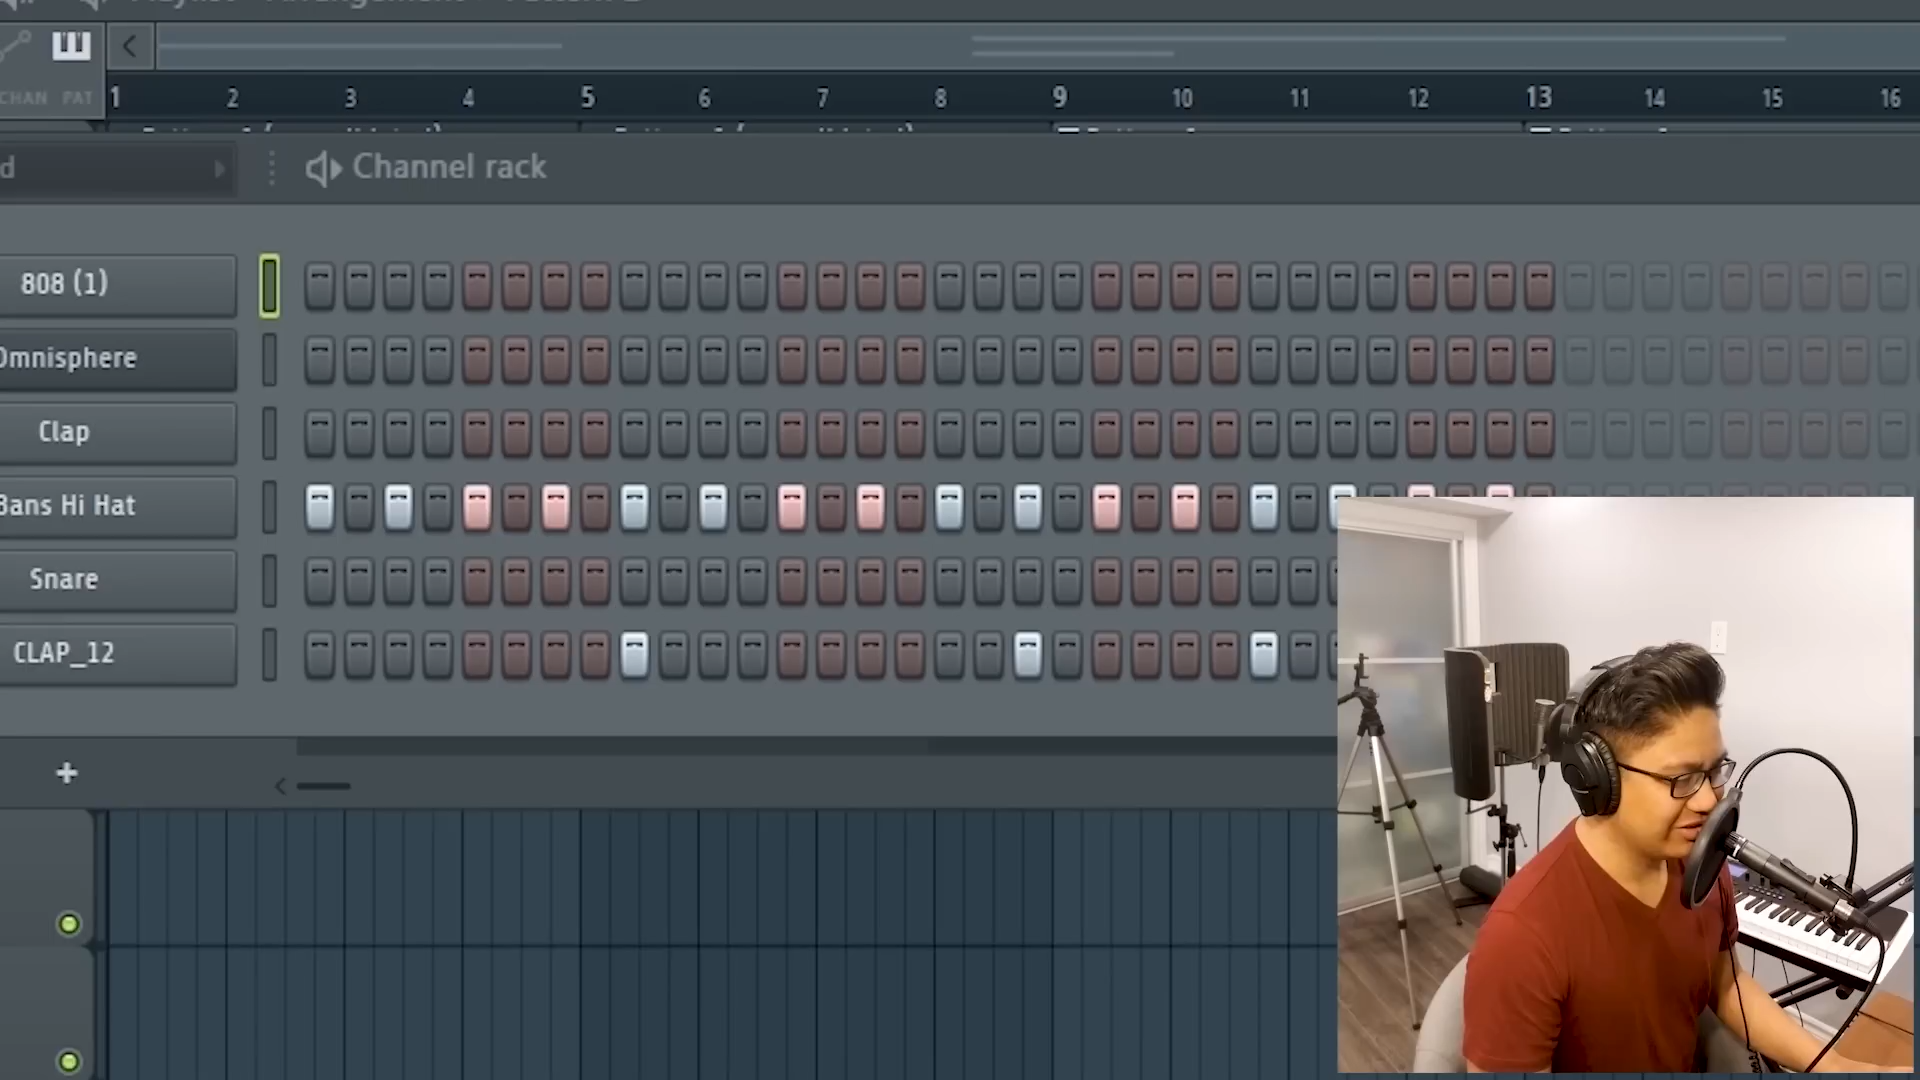 CHAN PAT
1 2 3 4 5 6 7 8 9 10 11 12 13 14 15 16
d
Channel rack
808 (1)
Omnisphere
Clap
Bans Hi Hat
Snare
CLAP_12